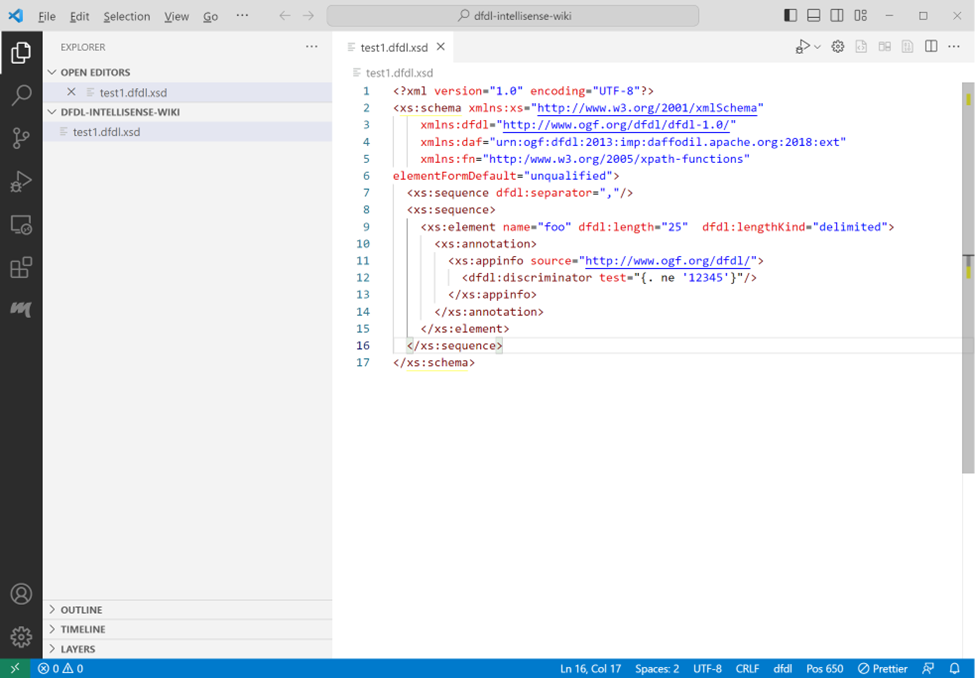 File Edit Selection View Go ··· dfdl-intellisense-wiki
EXPLORER ···
test1.dfdl.xsd
OPEN EDITORS
test1.dfdl.xsd
DFDL-INTELLISENSE-WIKI
test1.dfdl.xsd
OUTLINE
TIMELINE
LAYERS
test1.dfdl.xsd
1 <?xml version="1.0" encoding="UTF-8"?>
2 <xs:schema xmlns:xs="http://www.w3.org/2001/xmlSchema"
3 xmlns:dfdl="http://www.ogf.org/dfdl/dfdl-1.0/"
4 xmlns:daf="urn:ogf:dfdl:2013:imp:daffodil.apache.org:2018:ext"
5 xmlns:fn="http:/www.w3.org/2005/xpath-functions"
6 elementFormDefault="unqualified">
7 <xs:sequence dfdl:separator=","/>
8 <xs:sequence>
9 <xs:element name="foo" dfdl:length="25" dfdl:lengthKind="delimited">
10 <xs:annotation>
11 <xs:appinfo source="http://www.ogf.org/dfdl/">
12 <dfdl:discriminator test="{. ne '12345'}"/>
13 </xs:appinfo>
14 </xs:annotation>
15 </xs:element>
16 </xs:sequence>
17 </xs:schema>
0 0 Ln 16, Col 17 Spaces: 2 UTF-8 CRLF dfdl Pos 650 Prettier